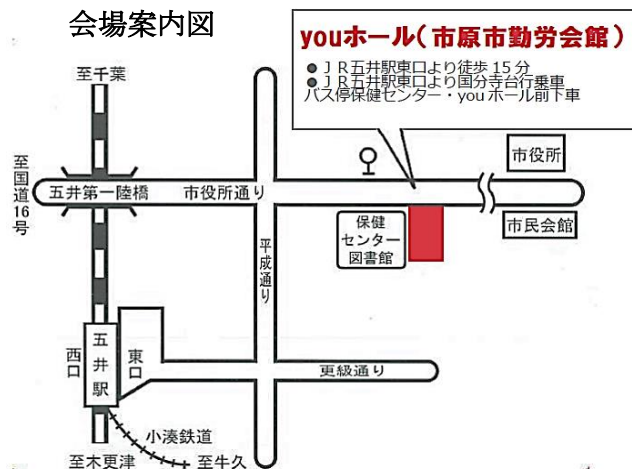 会場案内図
youホール(市原市勤労会館)
●JR五井駅東口より徒歩15分
●JR五井駅東口より国分寺台行乗車
バス停保健センター・youホール前下車
至千葉
至国道16号
五井第一陸橋
市役所通り
市役所
市民会館
保健
センター
図書館
平成通り
西口
五井駅
東口
更級通り
小湊鉄道
至木更津
至牛久